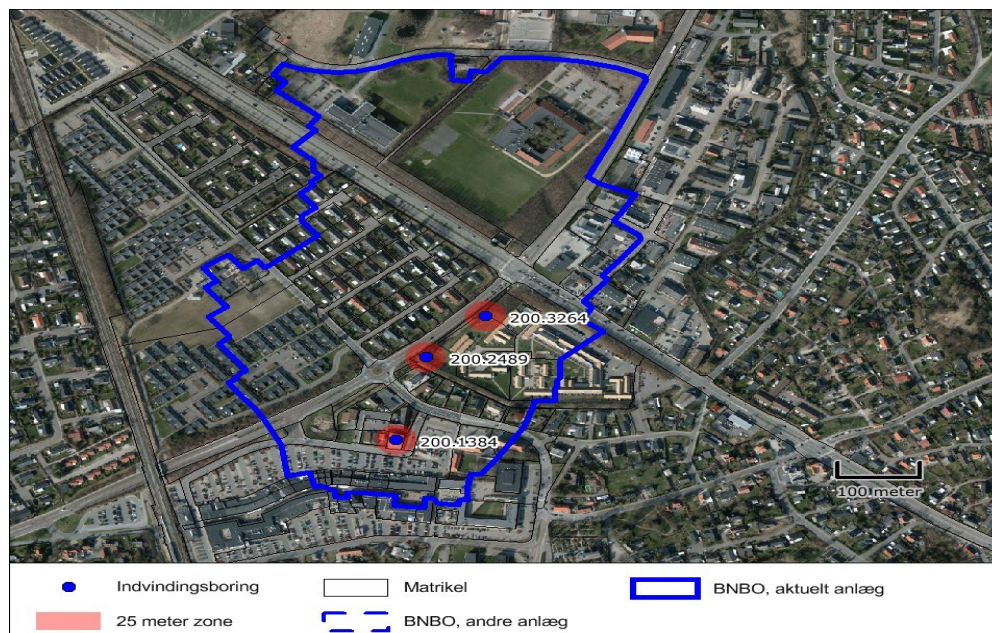 200.3264
200.2489
200.1384
100 meter
Indvindingsboring
Matrikel
BNBO, aktuelt anlæg
25 meter zone
BNBO, andre anlæg